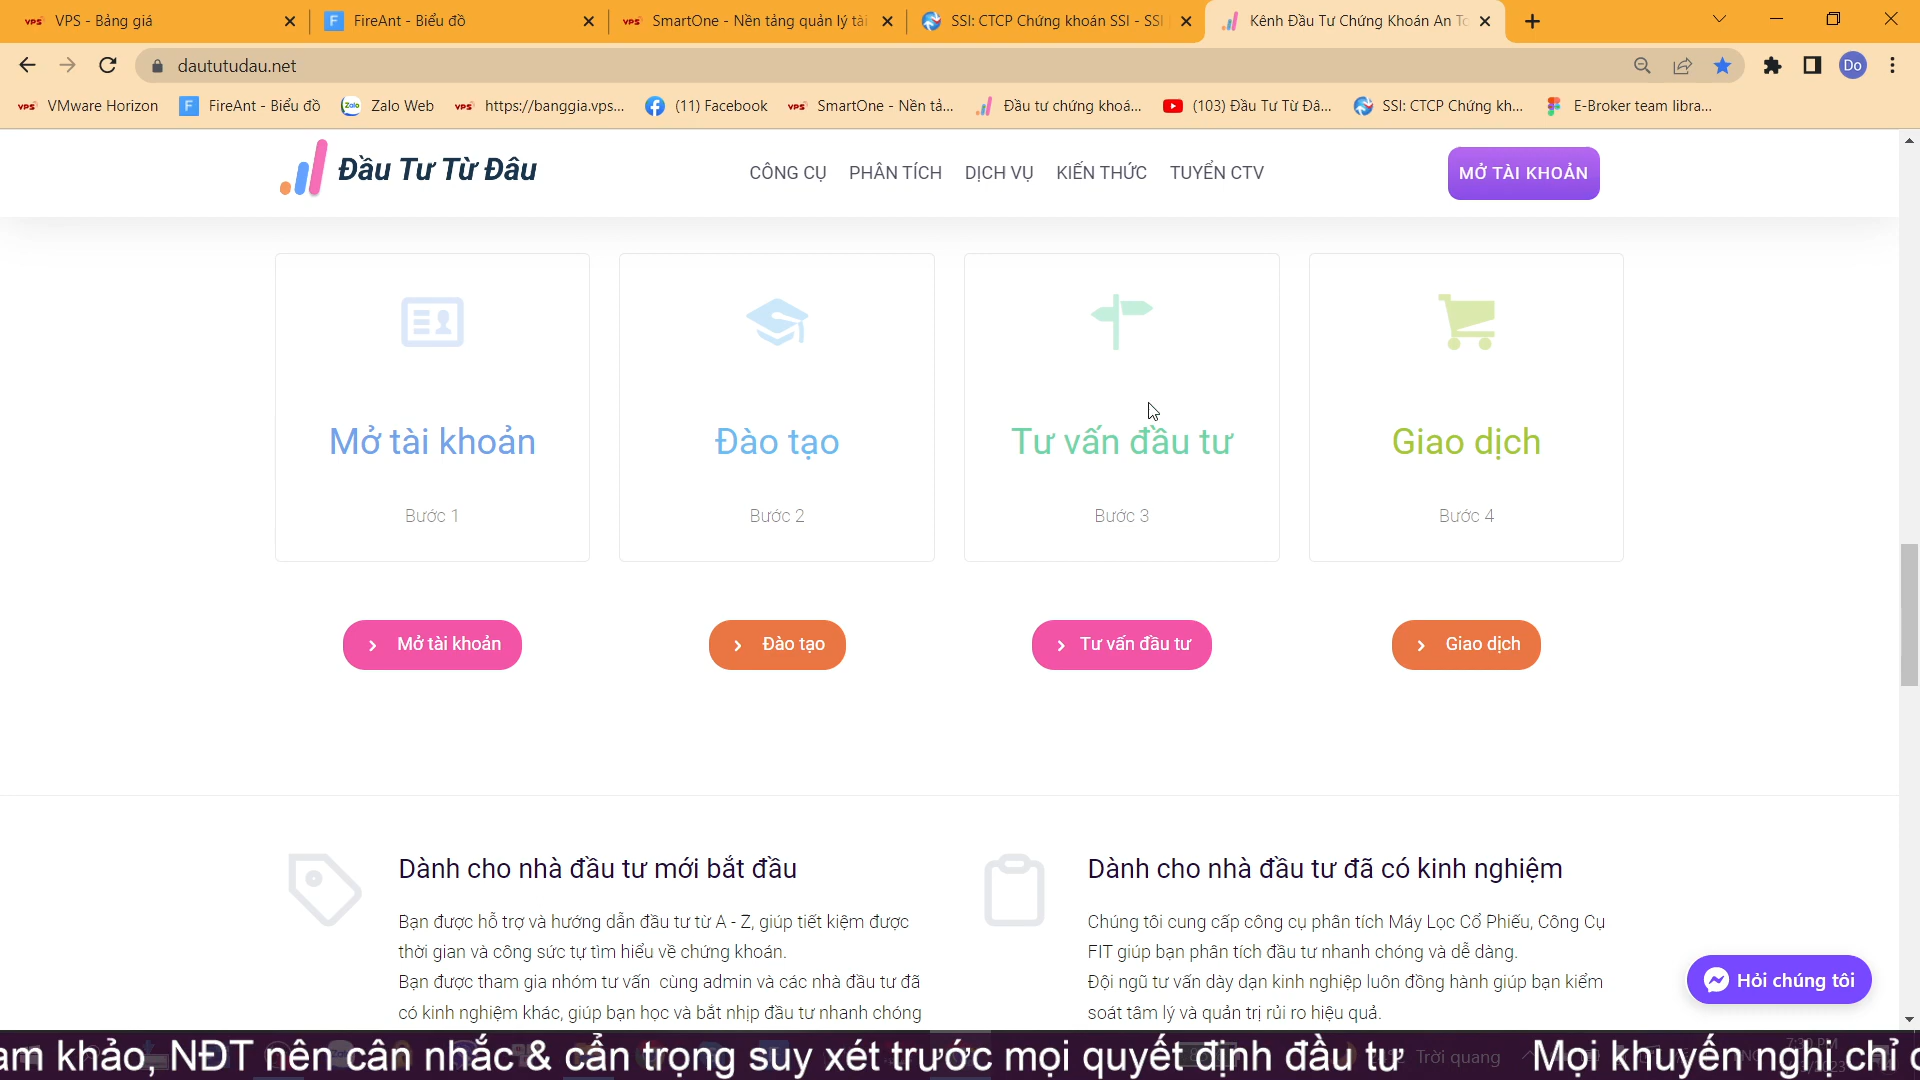 VPS - Bảng giá
FireAnt - Biểu đồ
SmartOne - Nền tảng quản lý tài
SSI: CTCP Chứng khoán SSI - SSI
Kênh Đầu Tư Chứng Khoán An To
daututudau.net
Do
VMware Horizon
FireAnt - Biểu đồ
Zalo Web
https://banggia.vps...
(11) Facebook
SmartOne - Nền tả...
Đầu tư chứng khoá...
(103) Đầu Tư Từ Đâ...
SSI: CTCP Chứng kh...
E-Broker team libra...
Đầu Tư Từ Đâu
CÔNG CỤ
PHÂN TÍCH
DỊCH VỤ
KIẾN THỨC
TUYỂN CTV
MỞ TÀI KHOẢN
Mở tài khoản
Bước 1
Đào tạo
Bước 2
Tư vấn đầu tư
Bước 3
Giao dịch
Bước 4
Mở tài khoản
Đào tạo
Tư vấn đầu tư
Giao dịch
Dành cho nhà đầu tư mới bắt đầu
Bạn được hỗ trợ và hướng dẫn đầu tư từ A - Z, giúp tiết kiệm được
thời gian và công sức tự tìm hiểu về chứng khoán.
Bạn được tham gia nhóm tư vấn cùng admin và các nhà đầu tư đã
có kinh nghiệm khác, giúp bạn học và bắt nhịp đầu tư nhanh chóng
Dành cho nhà đầu tư đã có kinh nghiệm
Chúng tôi cung cấp công cụ phân tích Máy Lọc Cổ Phiếu, Công Cụ
FIT giúp bạn phân tích đầu tư nhanh chóng và dễ dàng.
Đội ngũ tư vấn dày dạn kinh nghiệp luôn đồng hành giúp bạn kiểm
soát tâm lý và quản trị rủi ro hiệu quả.
Hỏi chúng tôi
am khảo, NĐT nên cân nhắc & cẩn trọng suy xét trước mọi quyết định đầu tư
Trời quang
Mọi khuyến nghị chỉ